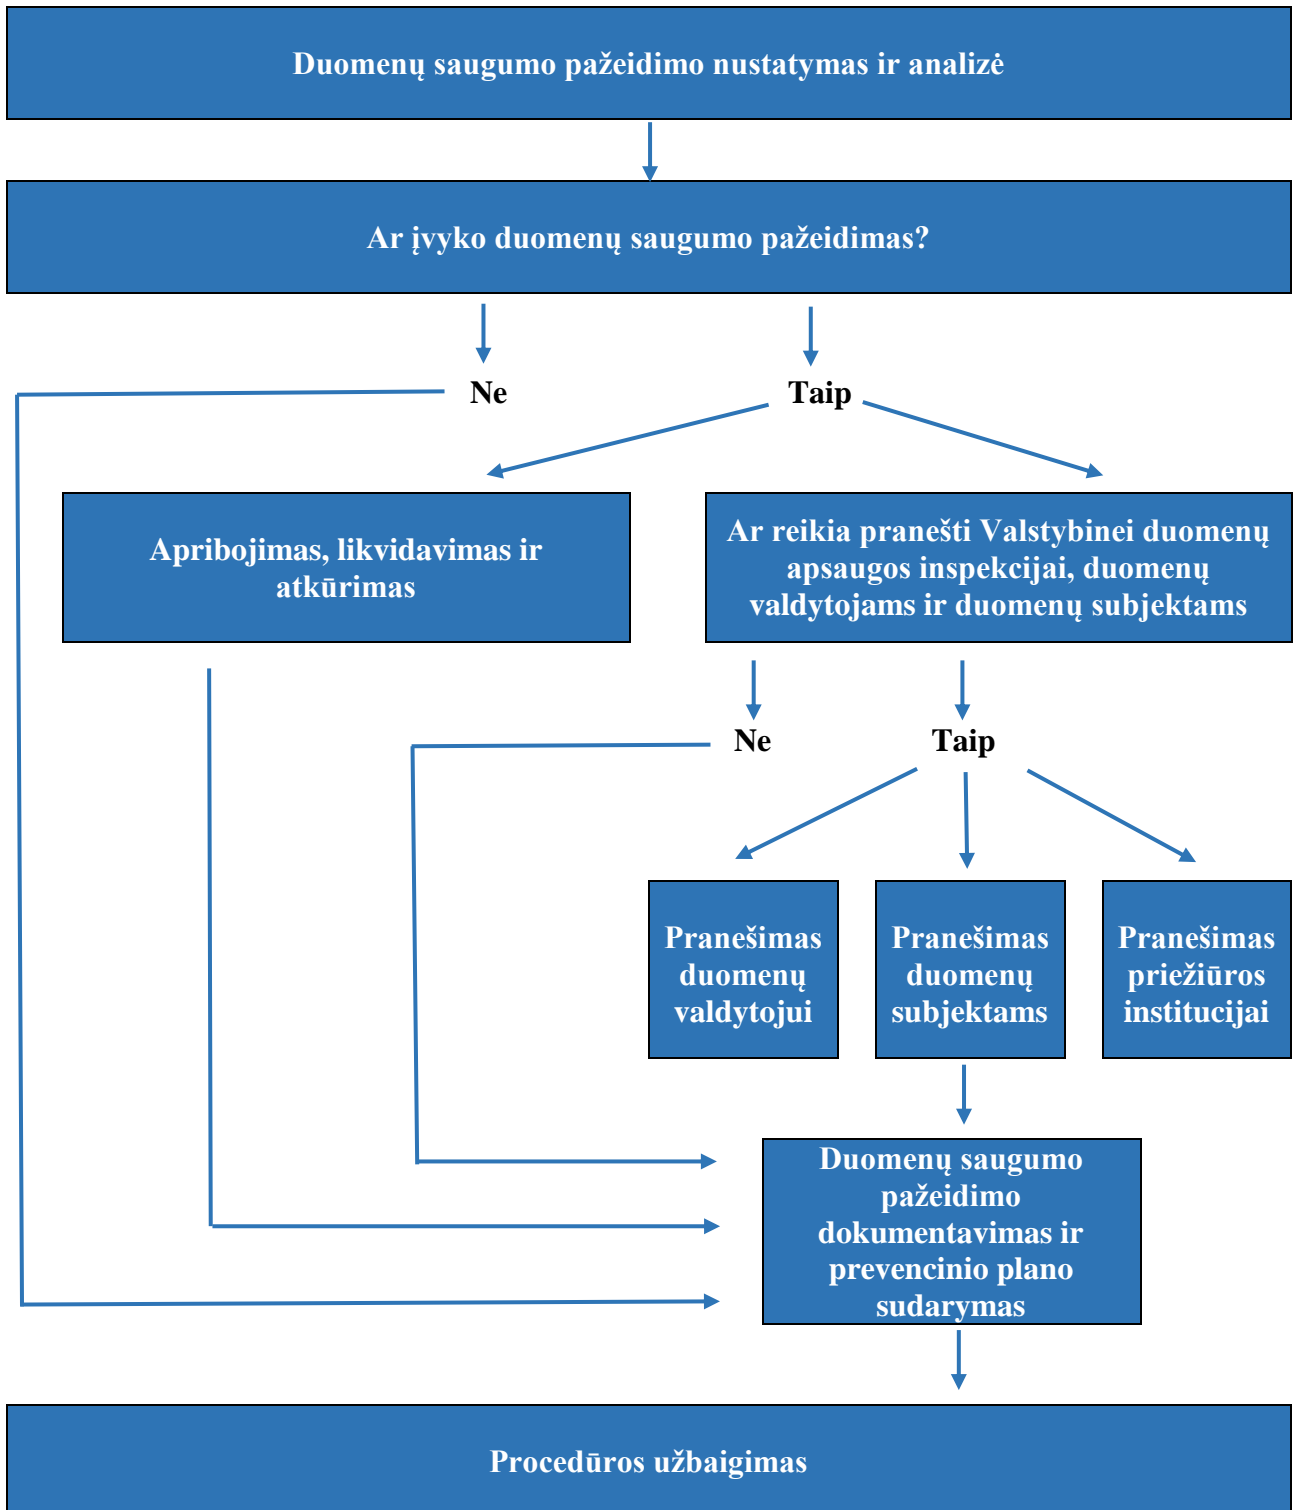 Duomenų saugumo pažeidimo nustatymas ir analizė
Ar įvyko duomenų saugumo pažeidimas?
Ne
Taip
Apribojimas, likvidavimas ir
atkūrimas
Ar reikia pranešti Valstybinei duomenų
apsaugos inspekcijai, duomenų
valdytojams ir duomenų subjektams
Ne
Taip
Pranešimas
duomenų
valdytojui
Pranešimas
duomenų
subjektams
Pranešimas
priežiūros
institucijai
Duomenų saugumo
pažeidimo
dokumentavimas ir
prevencinio plano
sudarymas
Procedūros užbaigimas